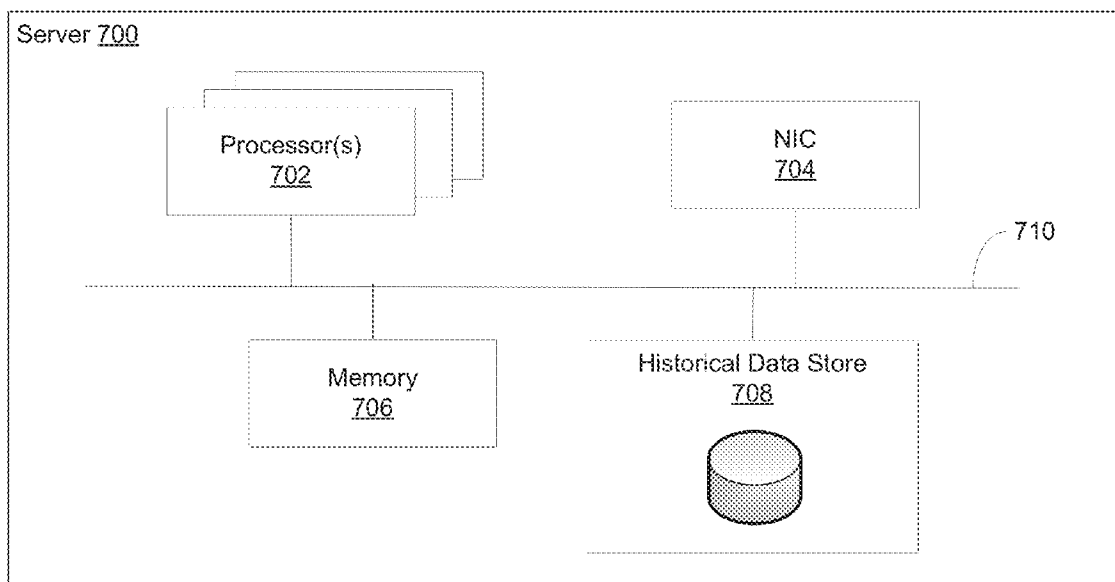 Server 700
Processor(s)
702
NIC
704
710
Memory
706
Historical Data Store
708